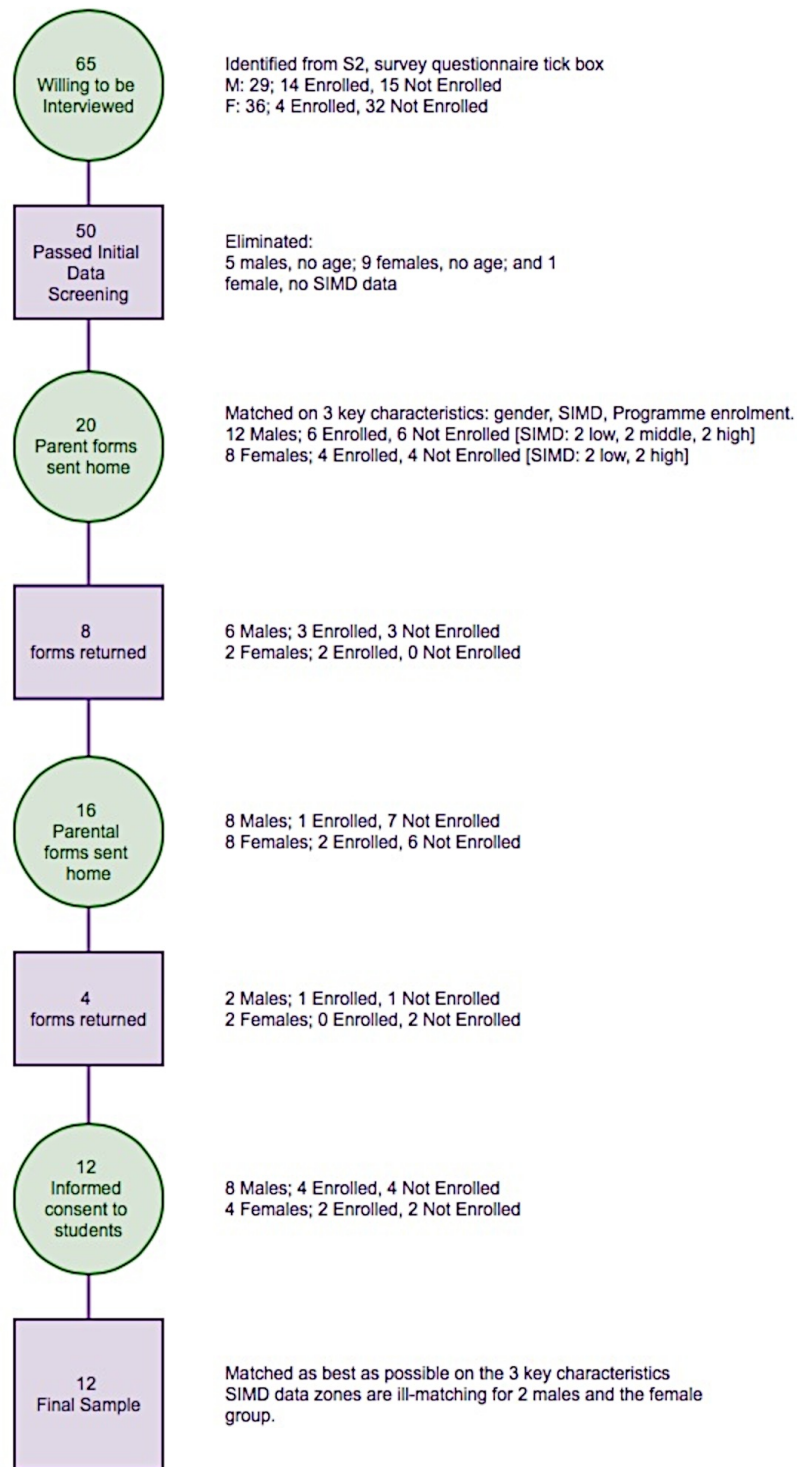 65
Willing to be
Interviewed
Identified from S2, survey questionnaire tick box
M: 29; 14 Enrolled, 15 Not Enrolled
F: 36; 4 Enrolled, 32 Not Enrolled
50
Passed Initial
Data
Screening
Eliminated:
5 males, no age; 9 females, no age; and 1
female, no SIMD data
20
Parent forms
sent home
Matched on 3 key characteristics: gender, SIMD, Programme enrolment.
12 Males; 6 Enrolled, 6 Not Enrolled [SIMD: 2 low, 2 middle, 2 high]
8 Females; 4 Enrolled, 4 Not Enrolled [SIMD: 2 low, 2 high]
8
forms returned
6 Males; 3 Enrolled, 3 Not Enrolled
2 Females; 2 Enrolled, 0 Not Enrolled
16
Parental
forms sent
home
8 Males; 1 Enrolled, 7 Not Enrolled
8 Females; 2 Enrolled, 6 Not Enrolled
4
forms returned
2 Males; 1 Enrolled, 1 Not Enrolled
2 Females; 0 Enrolled, 2 Not Enrolled
12
Informed
consent to
students
8 Males; 4 Enrolled, 4 Not Enrolled
4 Females; 2 Enrolled, 2 Not Enrolled
12
Final Sample
Matched as best as possible on the 3 key characteristics
SIMD data zones are ill-matching for 2 males and the female
group.